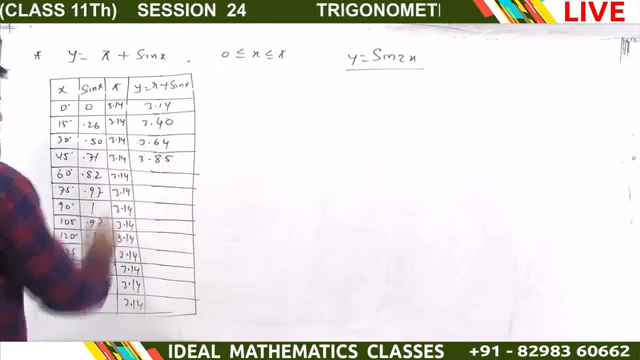 (CLASS 11Th) SESSION 24 TRIGONOMET
LIVE
* y = π + Sinx , 0 ≤ x ≤ π y = Sin2x
x Sinx π y = π + Sinx
0° 0 3.14 3.14
15° .26 3.14 3.40
30° .50 3.14 3.64
45° .71 3.14 3.85
60° .82 3.14
75° .97 3.14
90° 1 3.14
105 .97 3.14
120° 3.14
3.14
3.14
3.14
3.14
IDEAL MATHEMATICS CLASSES +91 - 82983 60662